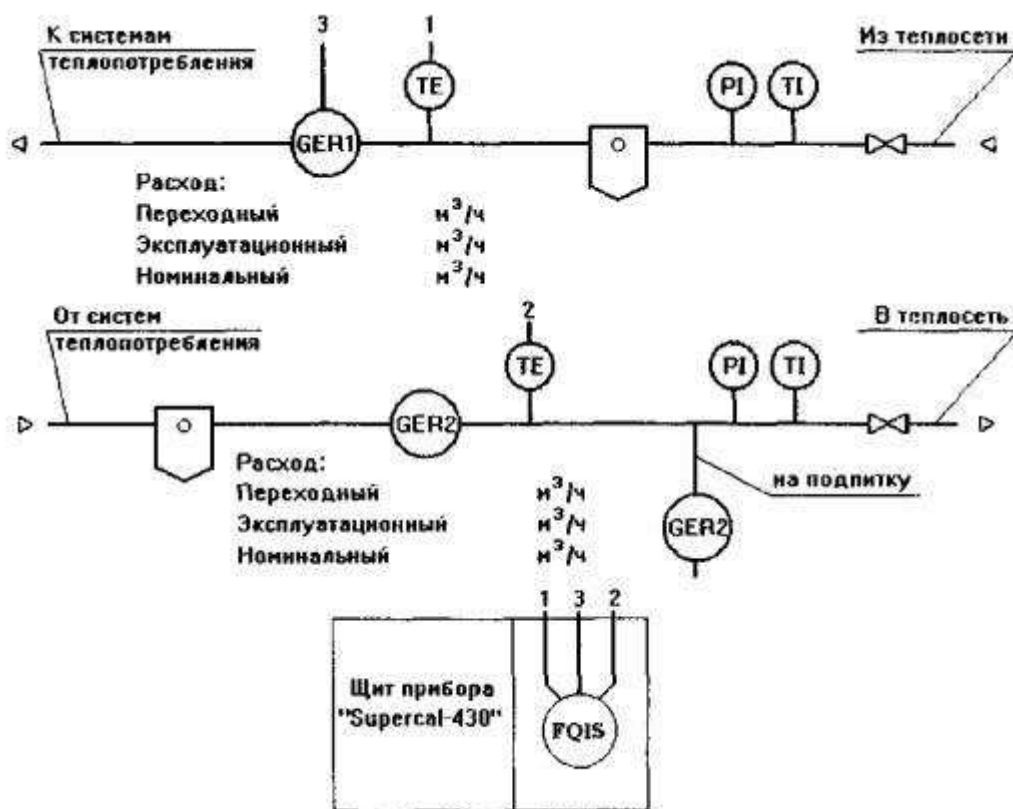 3
1
К системам
теплопотребления
Из теплосети
TE
PI
TI
GER1
Расход:
Переходный м³/ч
Эксплуатационный м³/ч
Номинальный м³/ч
От систем
теплопотребления
2
В теплосеть
TE
PI
TI
GER2
Расход:
Переходный м³/ч
Эксплуатационный м³/ч
Номинальный м³/ч
на подпитку
GER2
1 3 2
Щит прибора
"Supercal-430"
FQIS